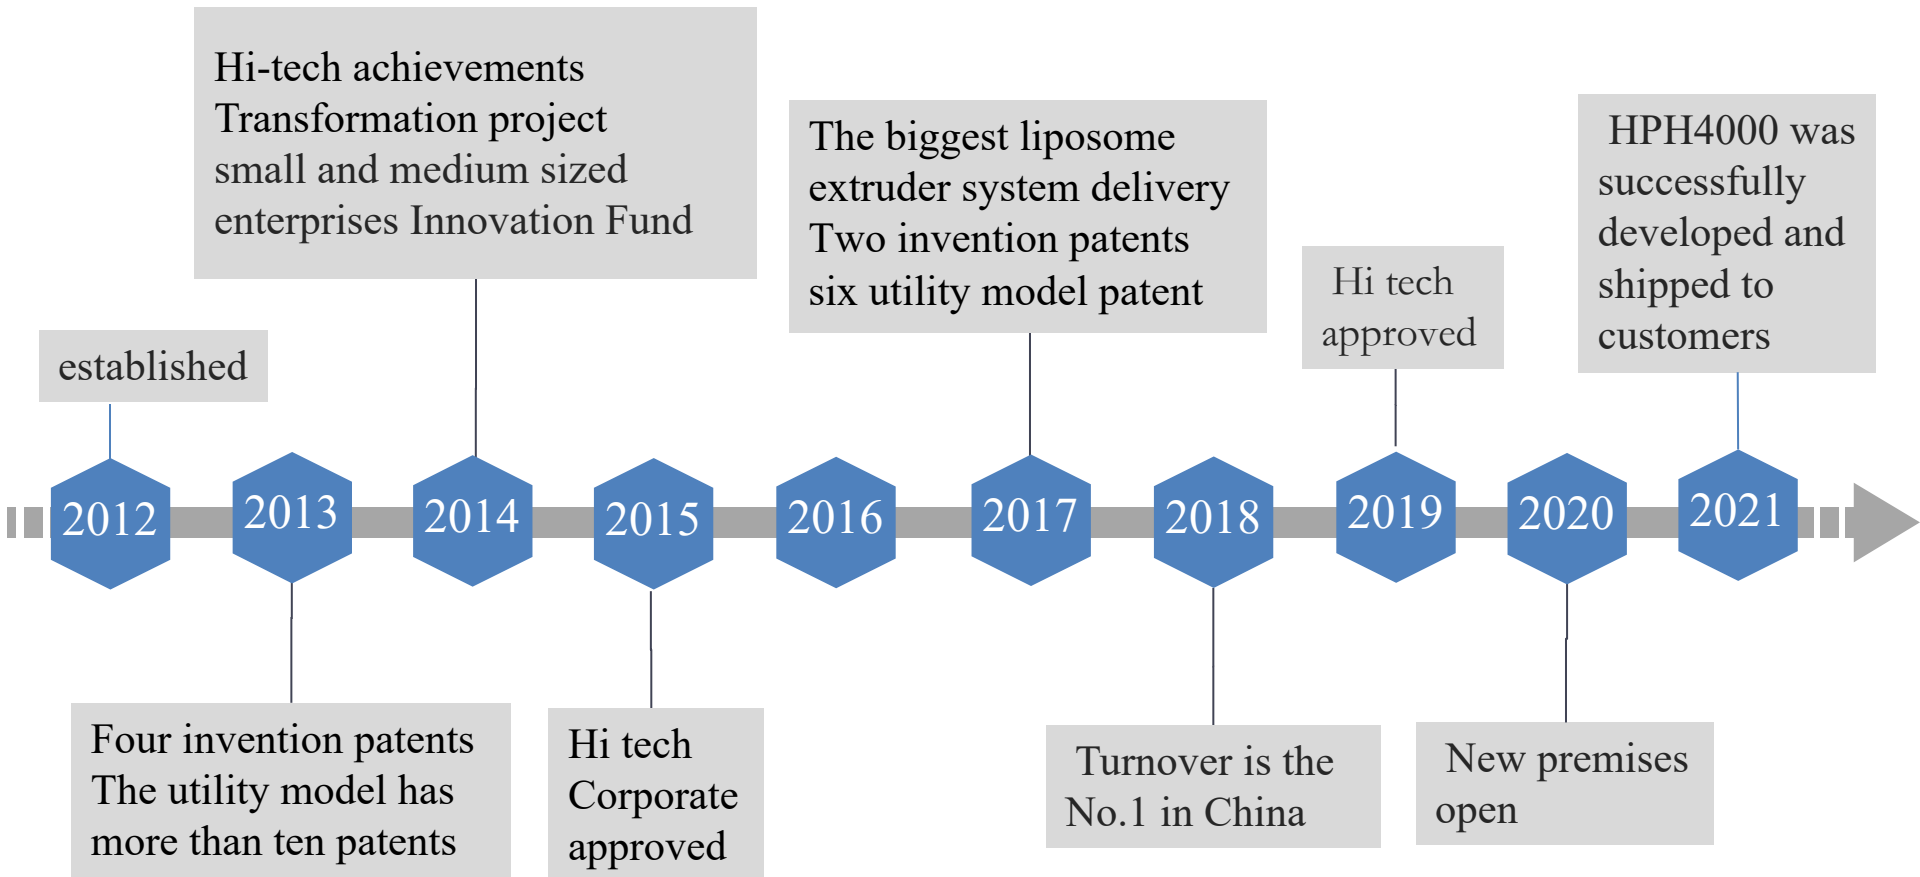 Hi-tech achievements
Transformation project
small and medium sized
enterprises Innovation Fund
The biggest liposome
extruder system delivery
Two invention patents
six utility model patent
HPH4000 was
successfully
developed and
shipped to
customers
Hi tech
approved
established
2012
2013
2014
2015
2016
2017
2018
2019
2020
2021
Four invention patents
The utility model has
more than ten patents
Hi tech
Corporate
approved
Turnover is the
No.1 in China
New premises
open